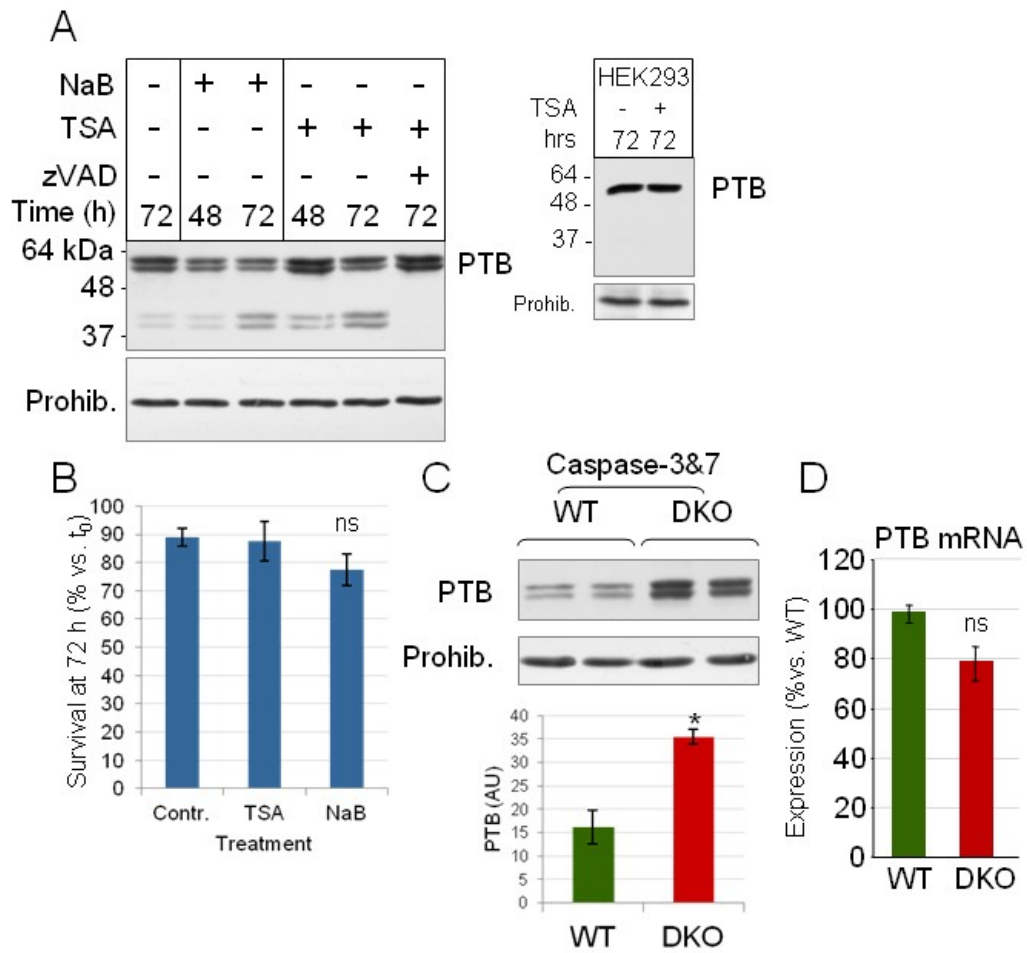 A
NaB - + + - - -
TSA - - - + + +
zVAD - - - - - +
Time (h) 72 48 72 48 72 72
64 kDa -
48 -
37 -
PTB
Prohib.
HEK293
TSA - +
hrs 72 72
64 -
48 -
37 -
PTB
Prohib.
B
Survival at 72 h (% vs. t0)
100
90
80
70
60
50
40
30
20
10
0
ns
Contr. TSA NaB
Treatment
C
Caspase-3&7
WT DKO
PTB
Prohib.
PTB (AU)
40
35
30
25
20
15
10
5
0
*
WT DKO
D
PTB mRNA
Expression (%vs. WT)
120
100
80
60
40
20
0
ns
WT DKO